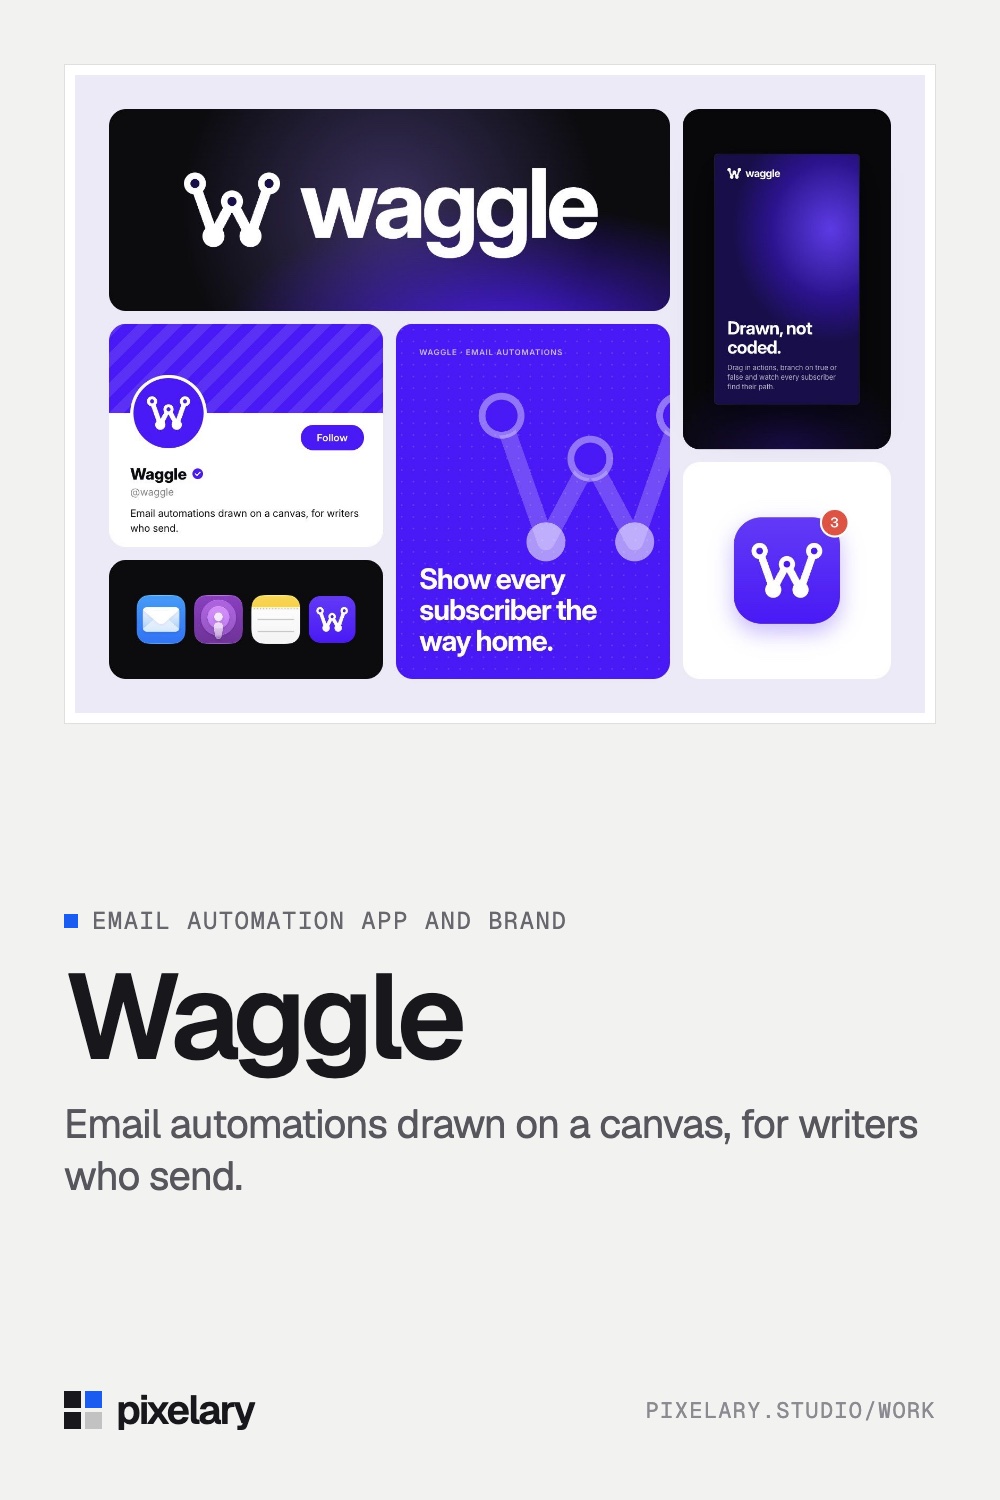 waggle
waggle
Drawn, not
coded.
Drag in actions, branch on true or
false and watch every subscriber
find their path.
Follow
Waggle
@waggle
Email automations drawn on a canvas, for writers
who send.
WAGGLE · EMAIL AUTOMATIONS
Show every
subscriber the
way home.
3
EMAIL AUTOMATION APP AND BRAND
Waggle
Email automations drawn on a canvas, for writers
who send.
pixelary
PIXELARY.STUDIO/WORK